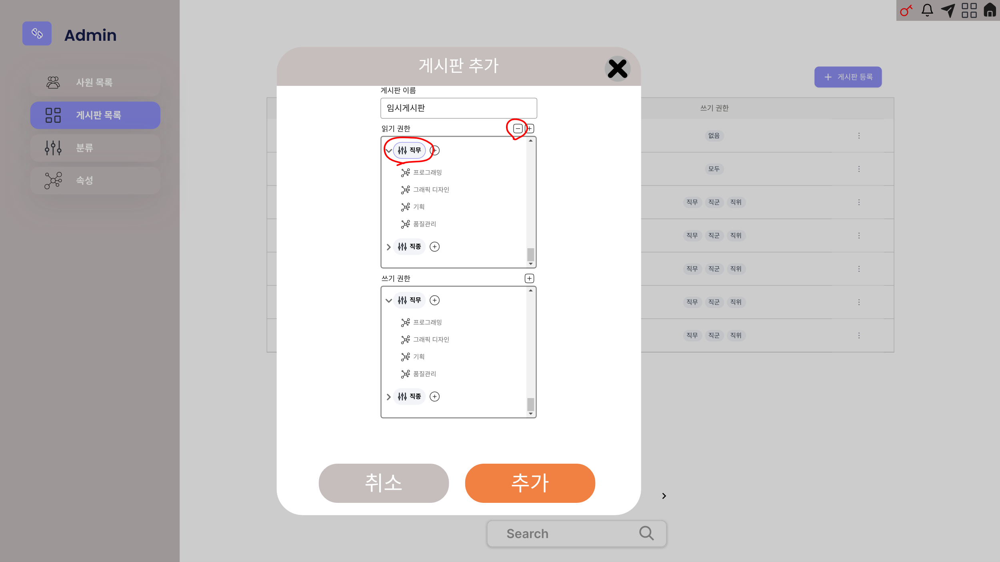 Admin
사원 목록
게시판 목록
분류
속성
게시판 등록
쓰기 권한
없음
모두
직무 직군 직위
직무 직군 직위
직무 직군 직위
직무 직군 직위
직무 직군 직위
게시판 추가
게시판 이름
임시게시판
읽기 권한
직무
프로그래밍
그래픽 디자인
기획
품질관리
직종
쓰기 권한
직무
프로그래밍
그래픽 디자인
기획
품질관리
직종
취소
추가
Search